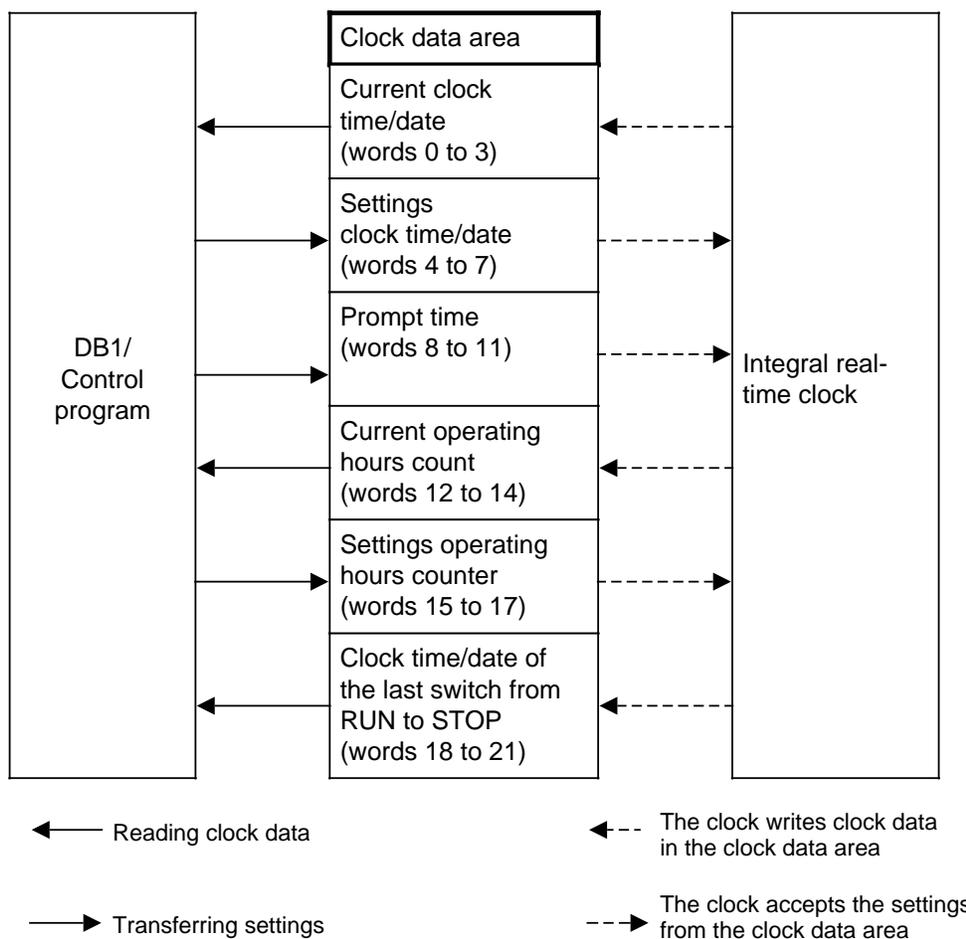 Clock data area
Current clock
time/date
(words 0 to 3)
Settings
clock time/date
(words 4 to 7)
Prompt time
(words 8 to 11)
DB1/
Control
program
Integral real-
time clock
Current operating
hours count
(words 12 to 14)
Settings operating
hours counter
(words 15 to 17)
Clock time/date of
the last switch from
RUN to STOP
(words 18 to 21)
Reading clock data
The clock writes clock data
in the clock data area
Transferring settings
The clock accepts the settings
from the clock data area